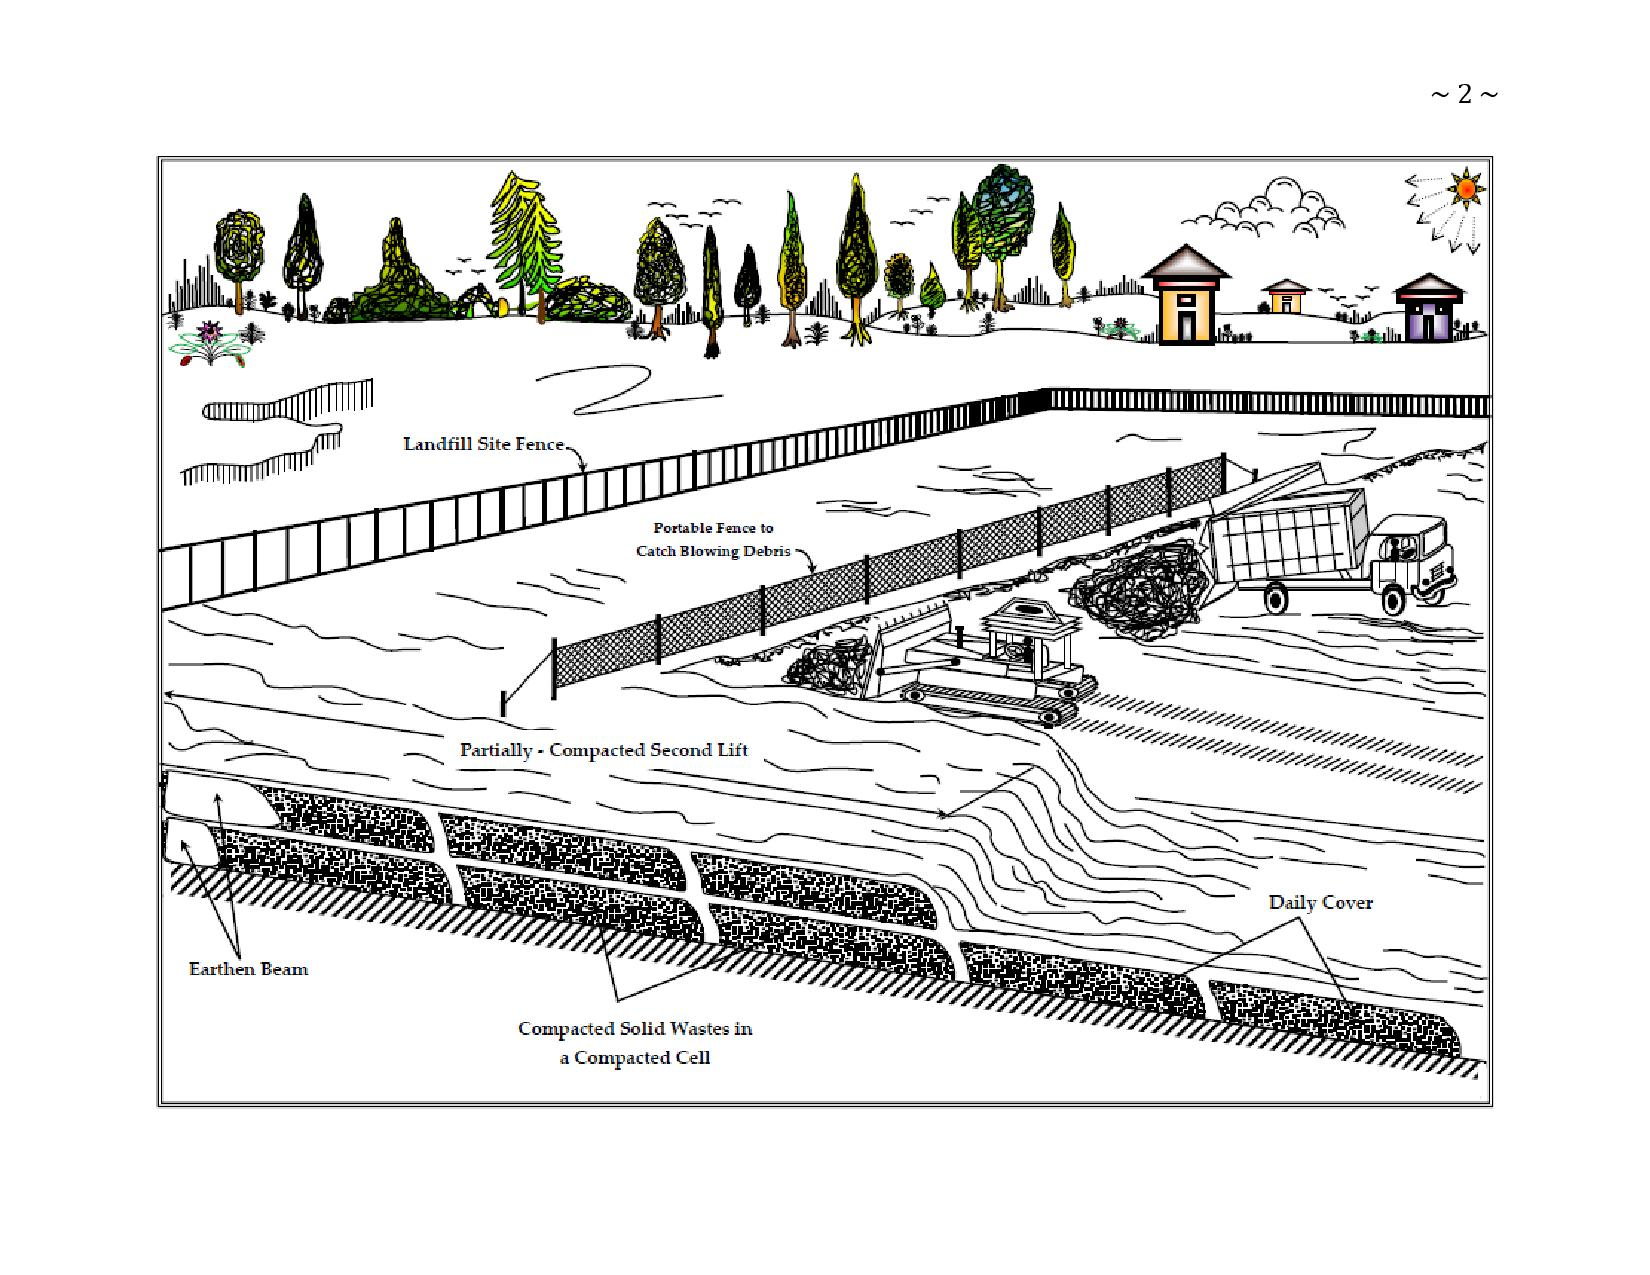 ~ 2 ~
Landfill Site Fence
Portable Fence to
Catch Blowing Debris
Partially - Compacted Second Lift
Daily Cover
Earthen Beam
Compacted Solid Wastes in
a Compacted Cell